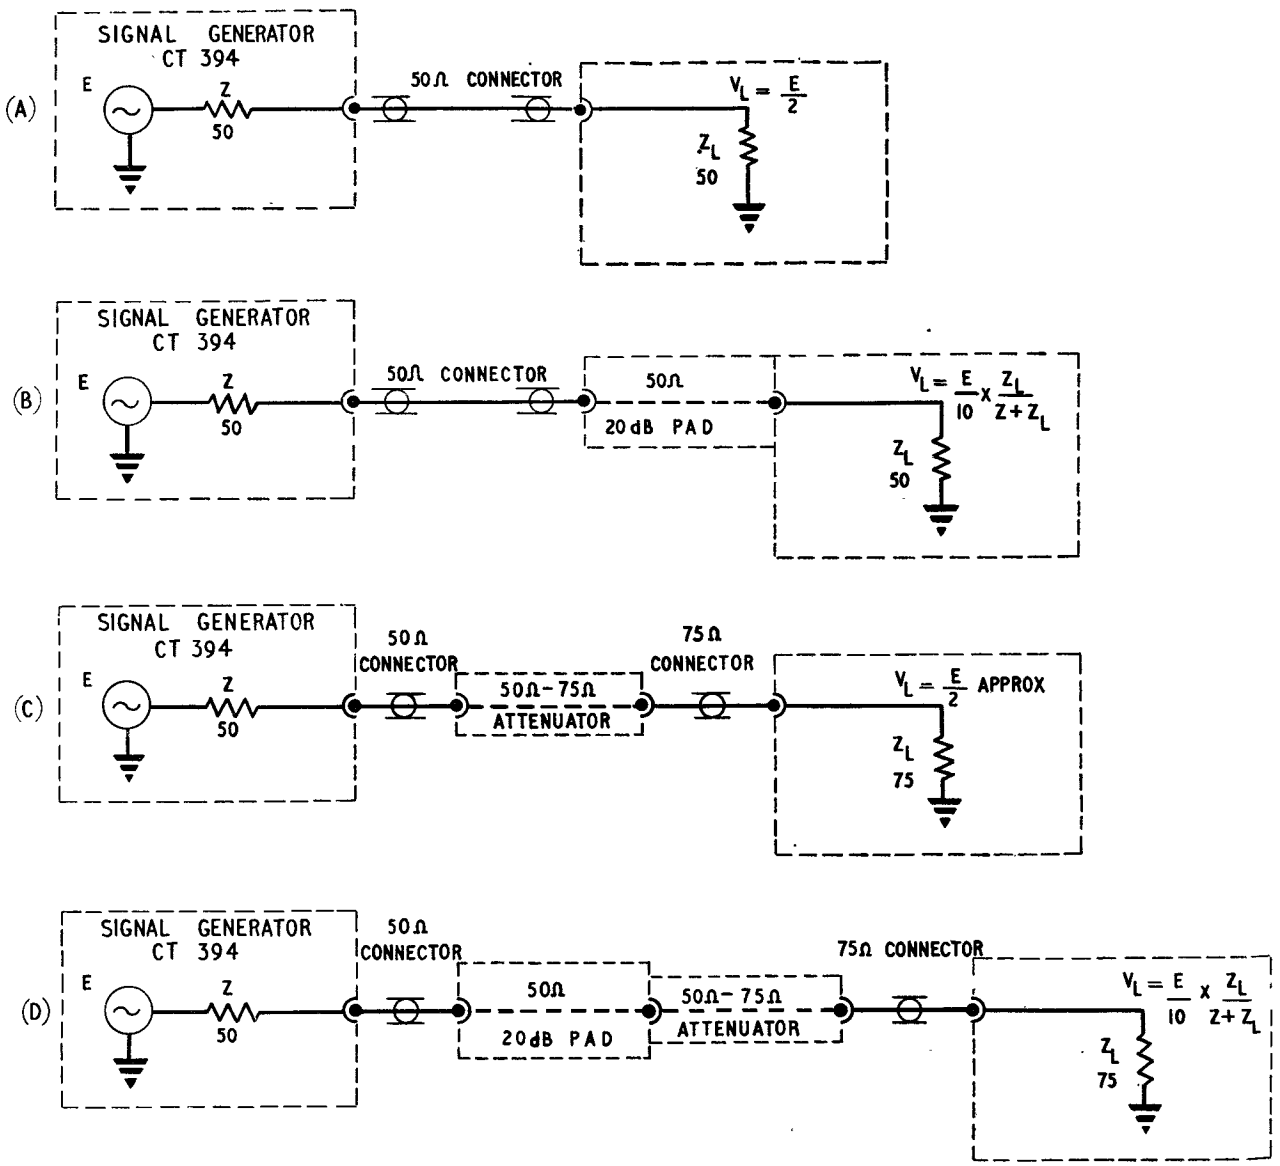 (A)
SIGNAL GENERATOR
CT 394
E
Z
50
50Ω CONNECTOR
V_L = E/2
Z_L
50
(B)
SIGNAL GENERATOR
CT 394
E
Z
50
50Ω CONNECTOR
50Ω
20dB PAD
V_L = E/10 x Z_L/Z+Z_L
Z_L
50
(C)
SIGNAL GENERATOR
CT 394
E
Z
50
50Ω
CONNECTOR
50Ω-75Ω
ATTENUATOR
75Ω
CONNECTOR
V_L = E/2 APPROX
Z_L
75
(D)
SIGNAL GENERATOR
CT 394
E
Z
50
50Ω
CONNECTOR
50Ω
20dB PAD
50Ω-75Ω
ATTENUATOR
75Ω CONNECTOR
V_L = E/10 x Z_L/Z+Z_L
Z_L
75